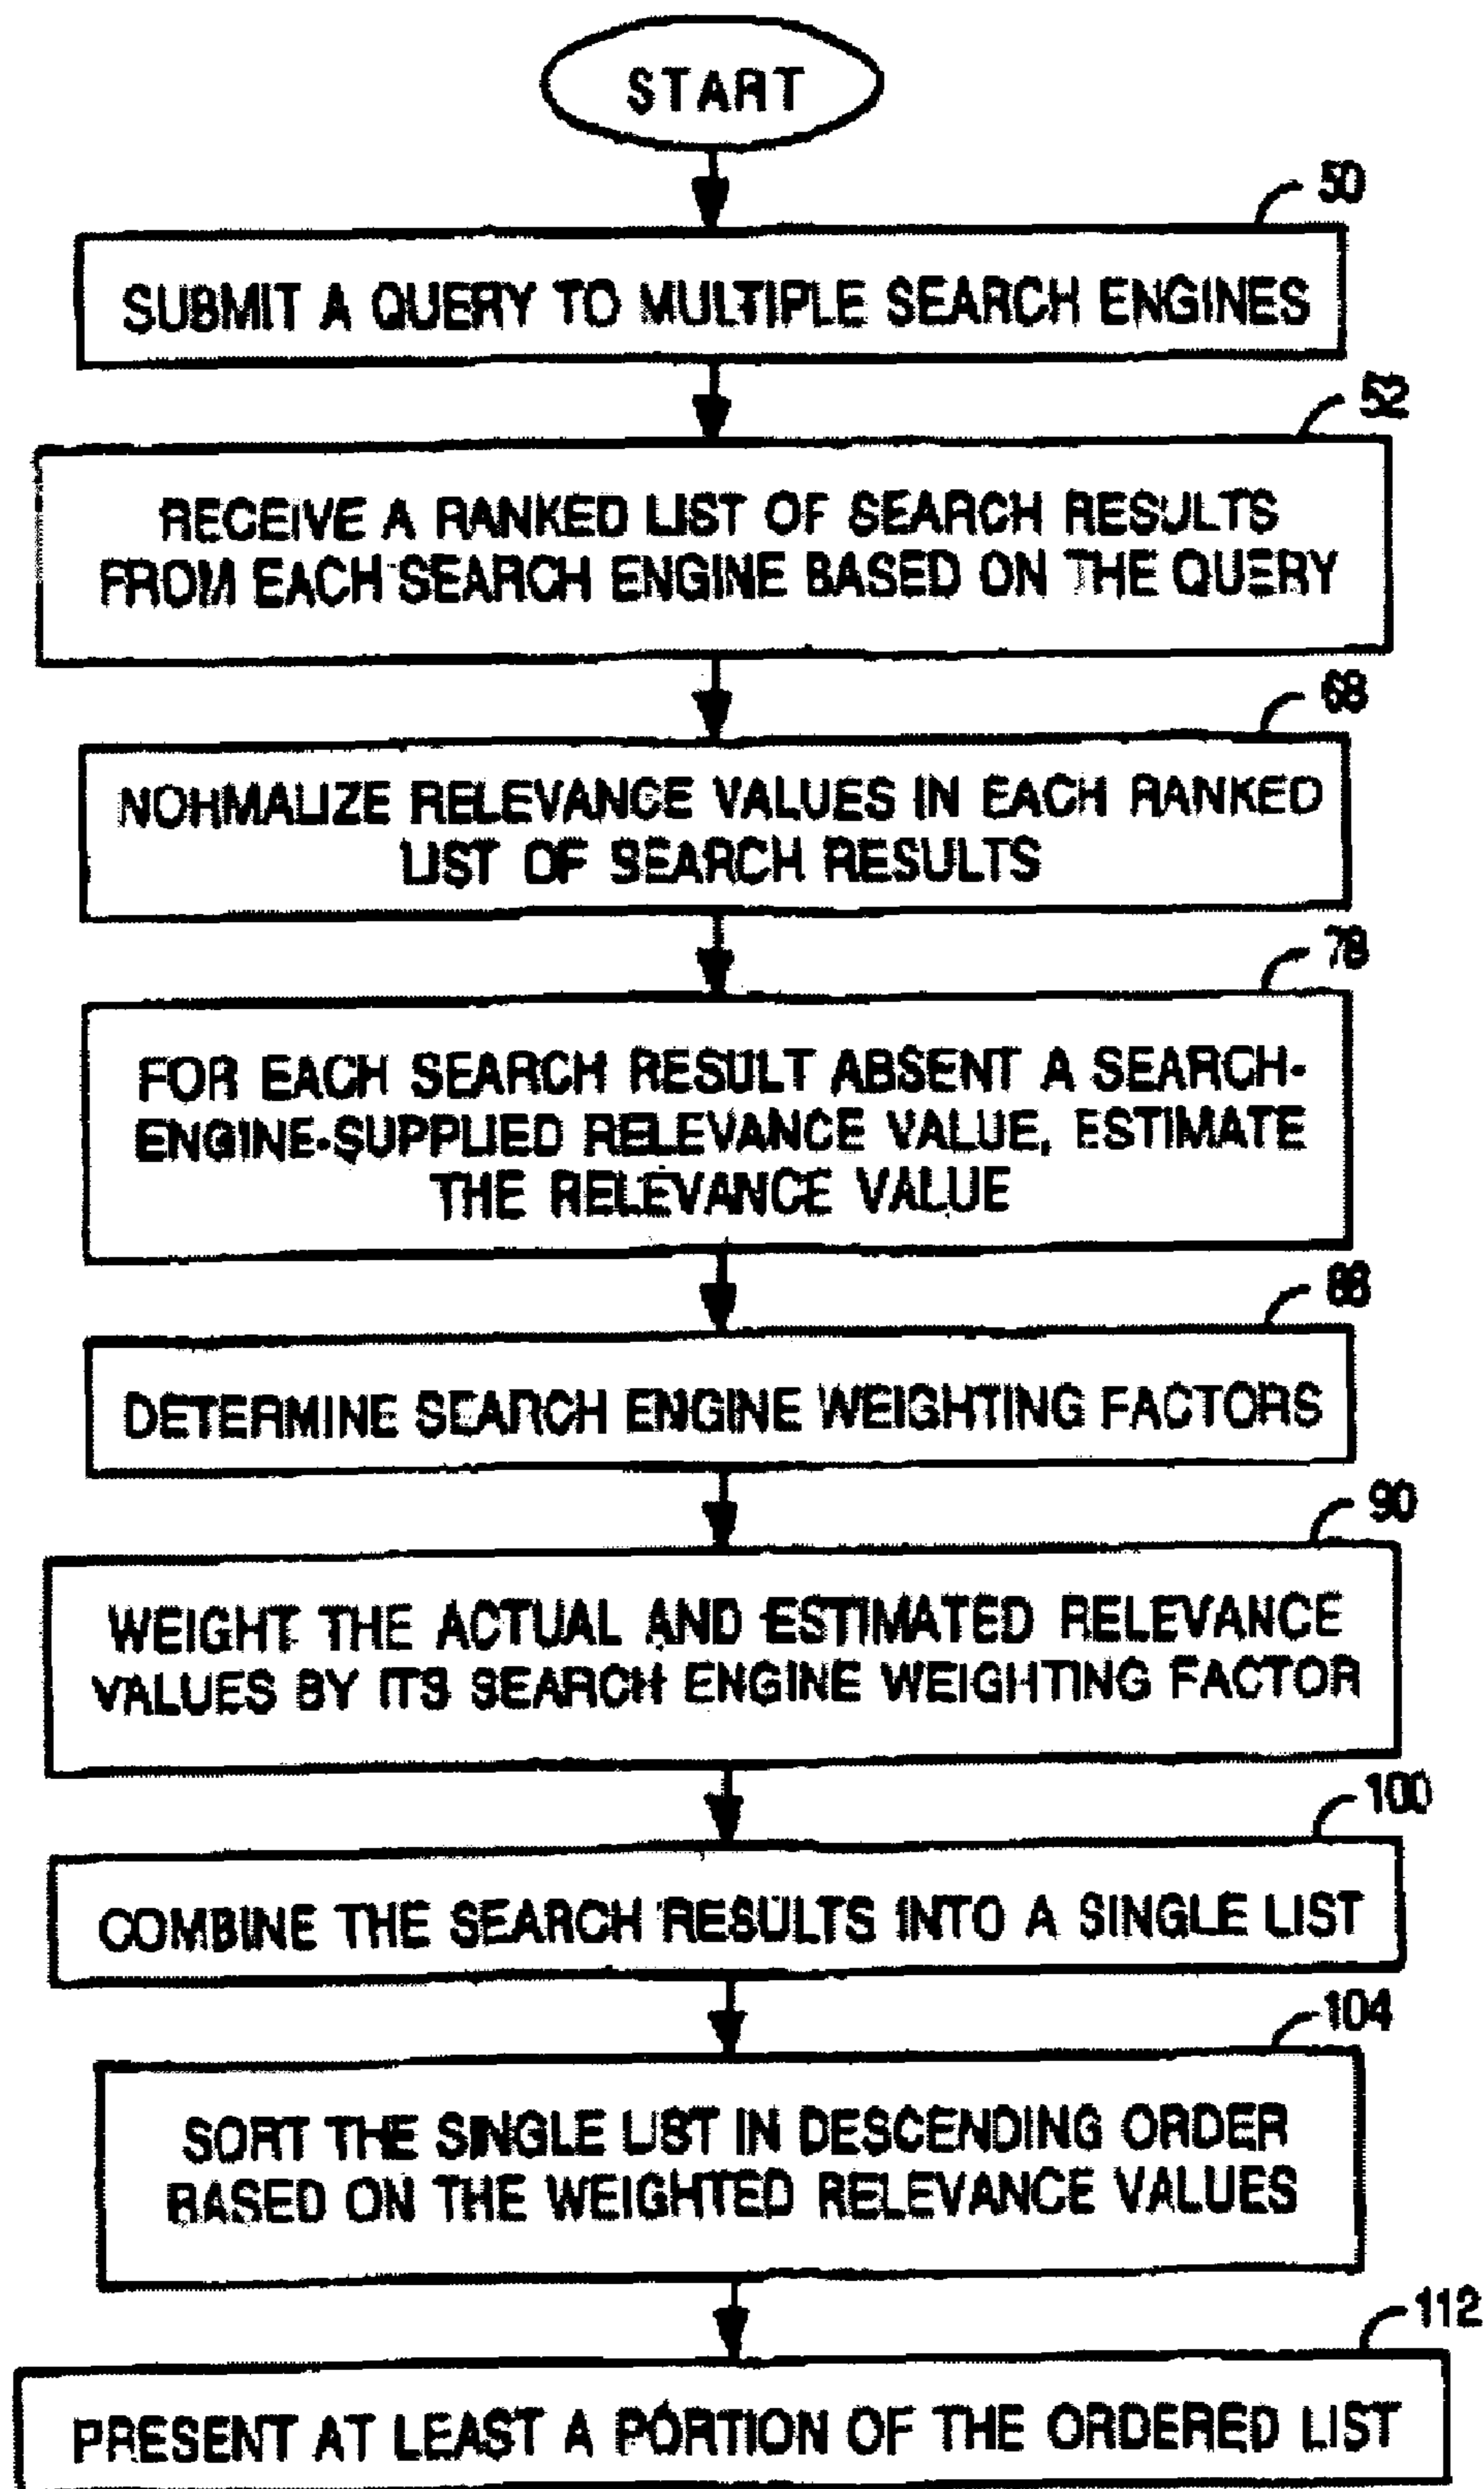 START
50
SUBMIT A QUERY TO MULTIPLE SEARCH ENGINES
52
RECEIVE A RANKED LIST OF SEARCH RESULTS
FROM EACH SEARCH ENGINE BASED ON THE QUERY
68
NORMALIZE RELEVANCE VALUES IN EACH RANKED
LIST OF SEARCH RESULTS
78
FOR EACH SEARCH RESULT ABSENT A SEARCH-
ENGINE-SUPPLIED RELEVANCE VALUE, ESTIMATE
THE RELEVANCE VALUE
88
DETERMINE SEARCH ENGINE WEIGHTING FACTORS
90
WEIGHT THE ACTUAL AND ESTIMATED RELEVANCE
VALUES BY ITS SEARCH ENGINE WEIGHTING FACTOR
100
COMBINE THE SEARCH RESULTS INTO A SINGLE LIST
104
SORT THE SINGLE LIST IN DESCENDING ORDER
BASED ON THE WEIGHTED RELEVANCE VALUES
112
PRESENT AT LEAST A PORTION OF THE ORDERED LIST